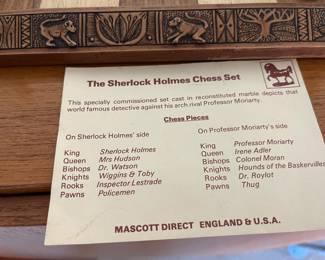 The Sherlock Holmes Chess Set
This specially commissioned set cast in reconstituted marble depicts that
world famous detective against his arch rival Professor Moriarty.
Chess Pieces
On Sherlock Holmes' side
King Sherlock Holmes
Queen Mrs Hudson
Bishops Dr. Watson
Knights Wiggins & Toby
Rooks Inspector Lestrade
Pawns Policemen
On Professor Moriarty's side
King Professor Moriarty
Queen Irene Adler
Bishops Colonel Moran
Knights Hounds of the Baskervilles
Rooks Dr. Roylot
Pawns Thug
MASCOTT DIRECT ENGLAND & U.S.A.